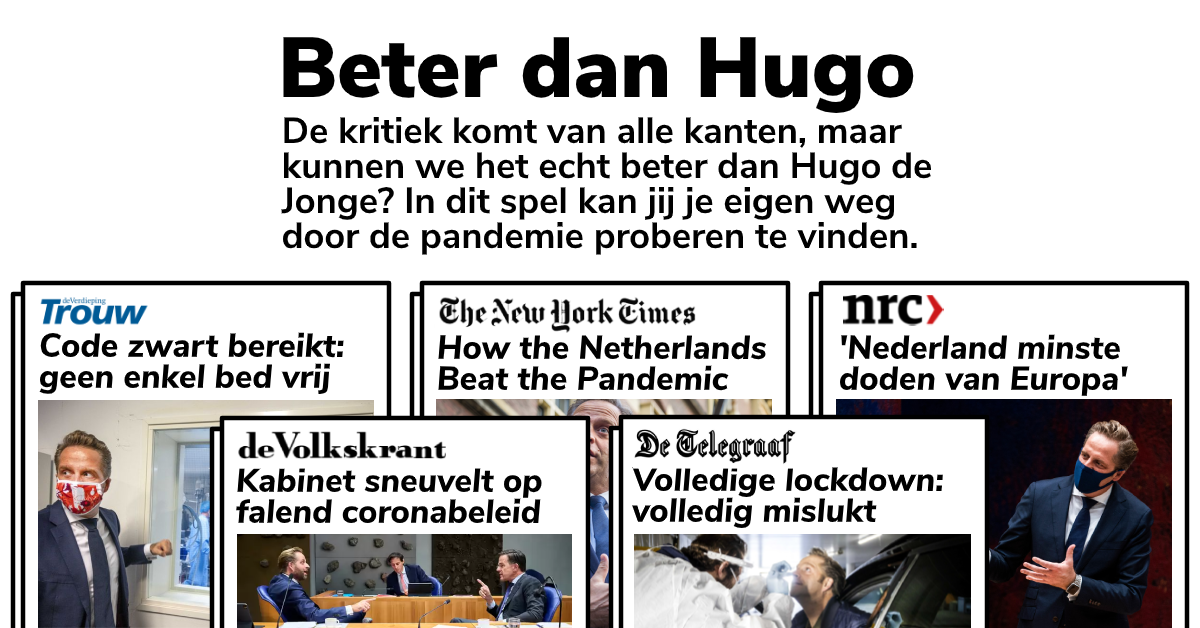 Beter dan Hugo
De kritiek komt van alle kanten, maar
kunnen we het echt beter dan Hugo de
Jonge? In dit spel kan jij je eigen weg
door de pandemie proberen te vinden.
deVerdieping
Trouw
Code zwart bereikt:
geen enkel bed vrij
The New York Times
How the Netherlands
Beat the Pandemic
nrc
'Nederland minste
doden van Europa'
deVolkskrant
Kabinet sneuvelt op
falend coronabeleid
De Telegraaf
Volledige lockdown:
volledig mislukt